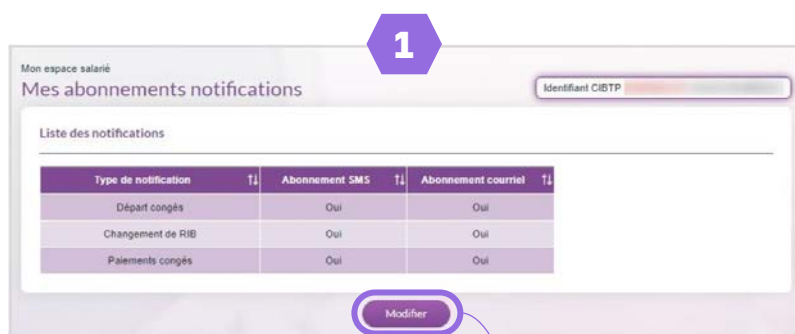 1
Mon espace salarié
Mes abonnements notifications
Identifiant CIBTP
Liste des notifications
Type de notification Abonnement SMS Abonnement courriel
Départ congés Oui Oui
Changement de RIB Oui Oui
Paiements congés Oui Oui
Modifier